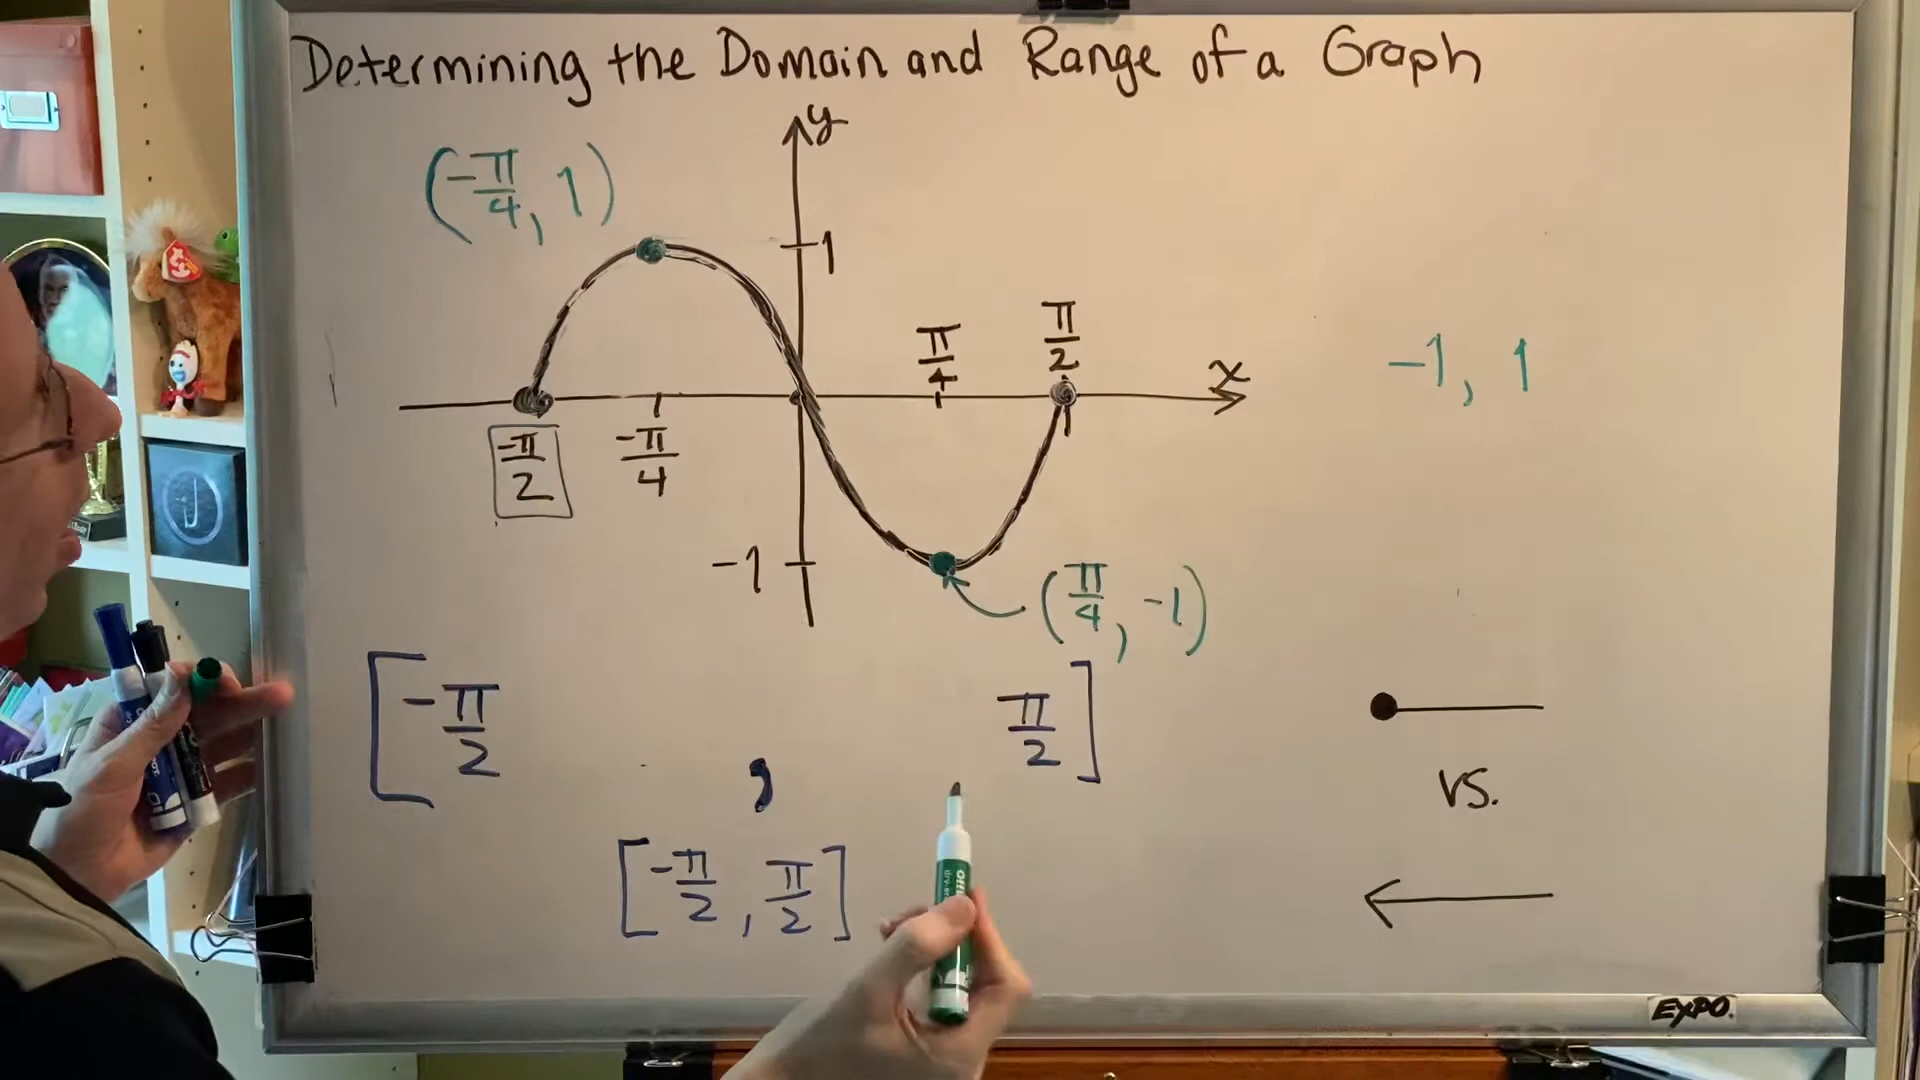 Determining the Domain and Range of a Graph
y
(-π/4, 1)
1
π/4
π/2
x
-1, 1
-π/2
-π/4
-1
(π/4, -1)
[-π/2 , π/2]
vs.
[-π/2, π/2]
EXPO